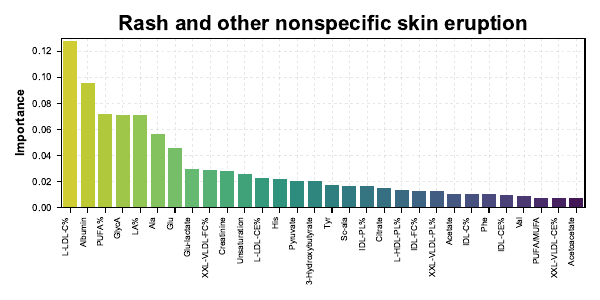 Rash and other nonspecific skin eruption
Importance
0.12
0.10
0.08
0.06
0.04
0.02
0.00
L-LDL-C%
Albumin
PUFA%
GlycA
LA%
Ala
Glu
Glu-lactate
XXL-VLDL-FC%
Creatinine
Unsaturation
L-LDL-CE%
His
Pyruvate
3-Hydroxybutyrate
Tyr
Sc-ala
IDL-PL%
Citrate
L-HDL-PL%
IDL-FC%
XXL-VLDL-PL%
Acetate
IDL-C%
Phe
IDL-CE%
Val
PUFA/MUFA
XXL-VLDL-CE%
Acetoacetate